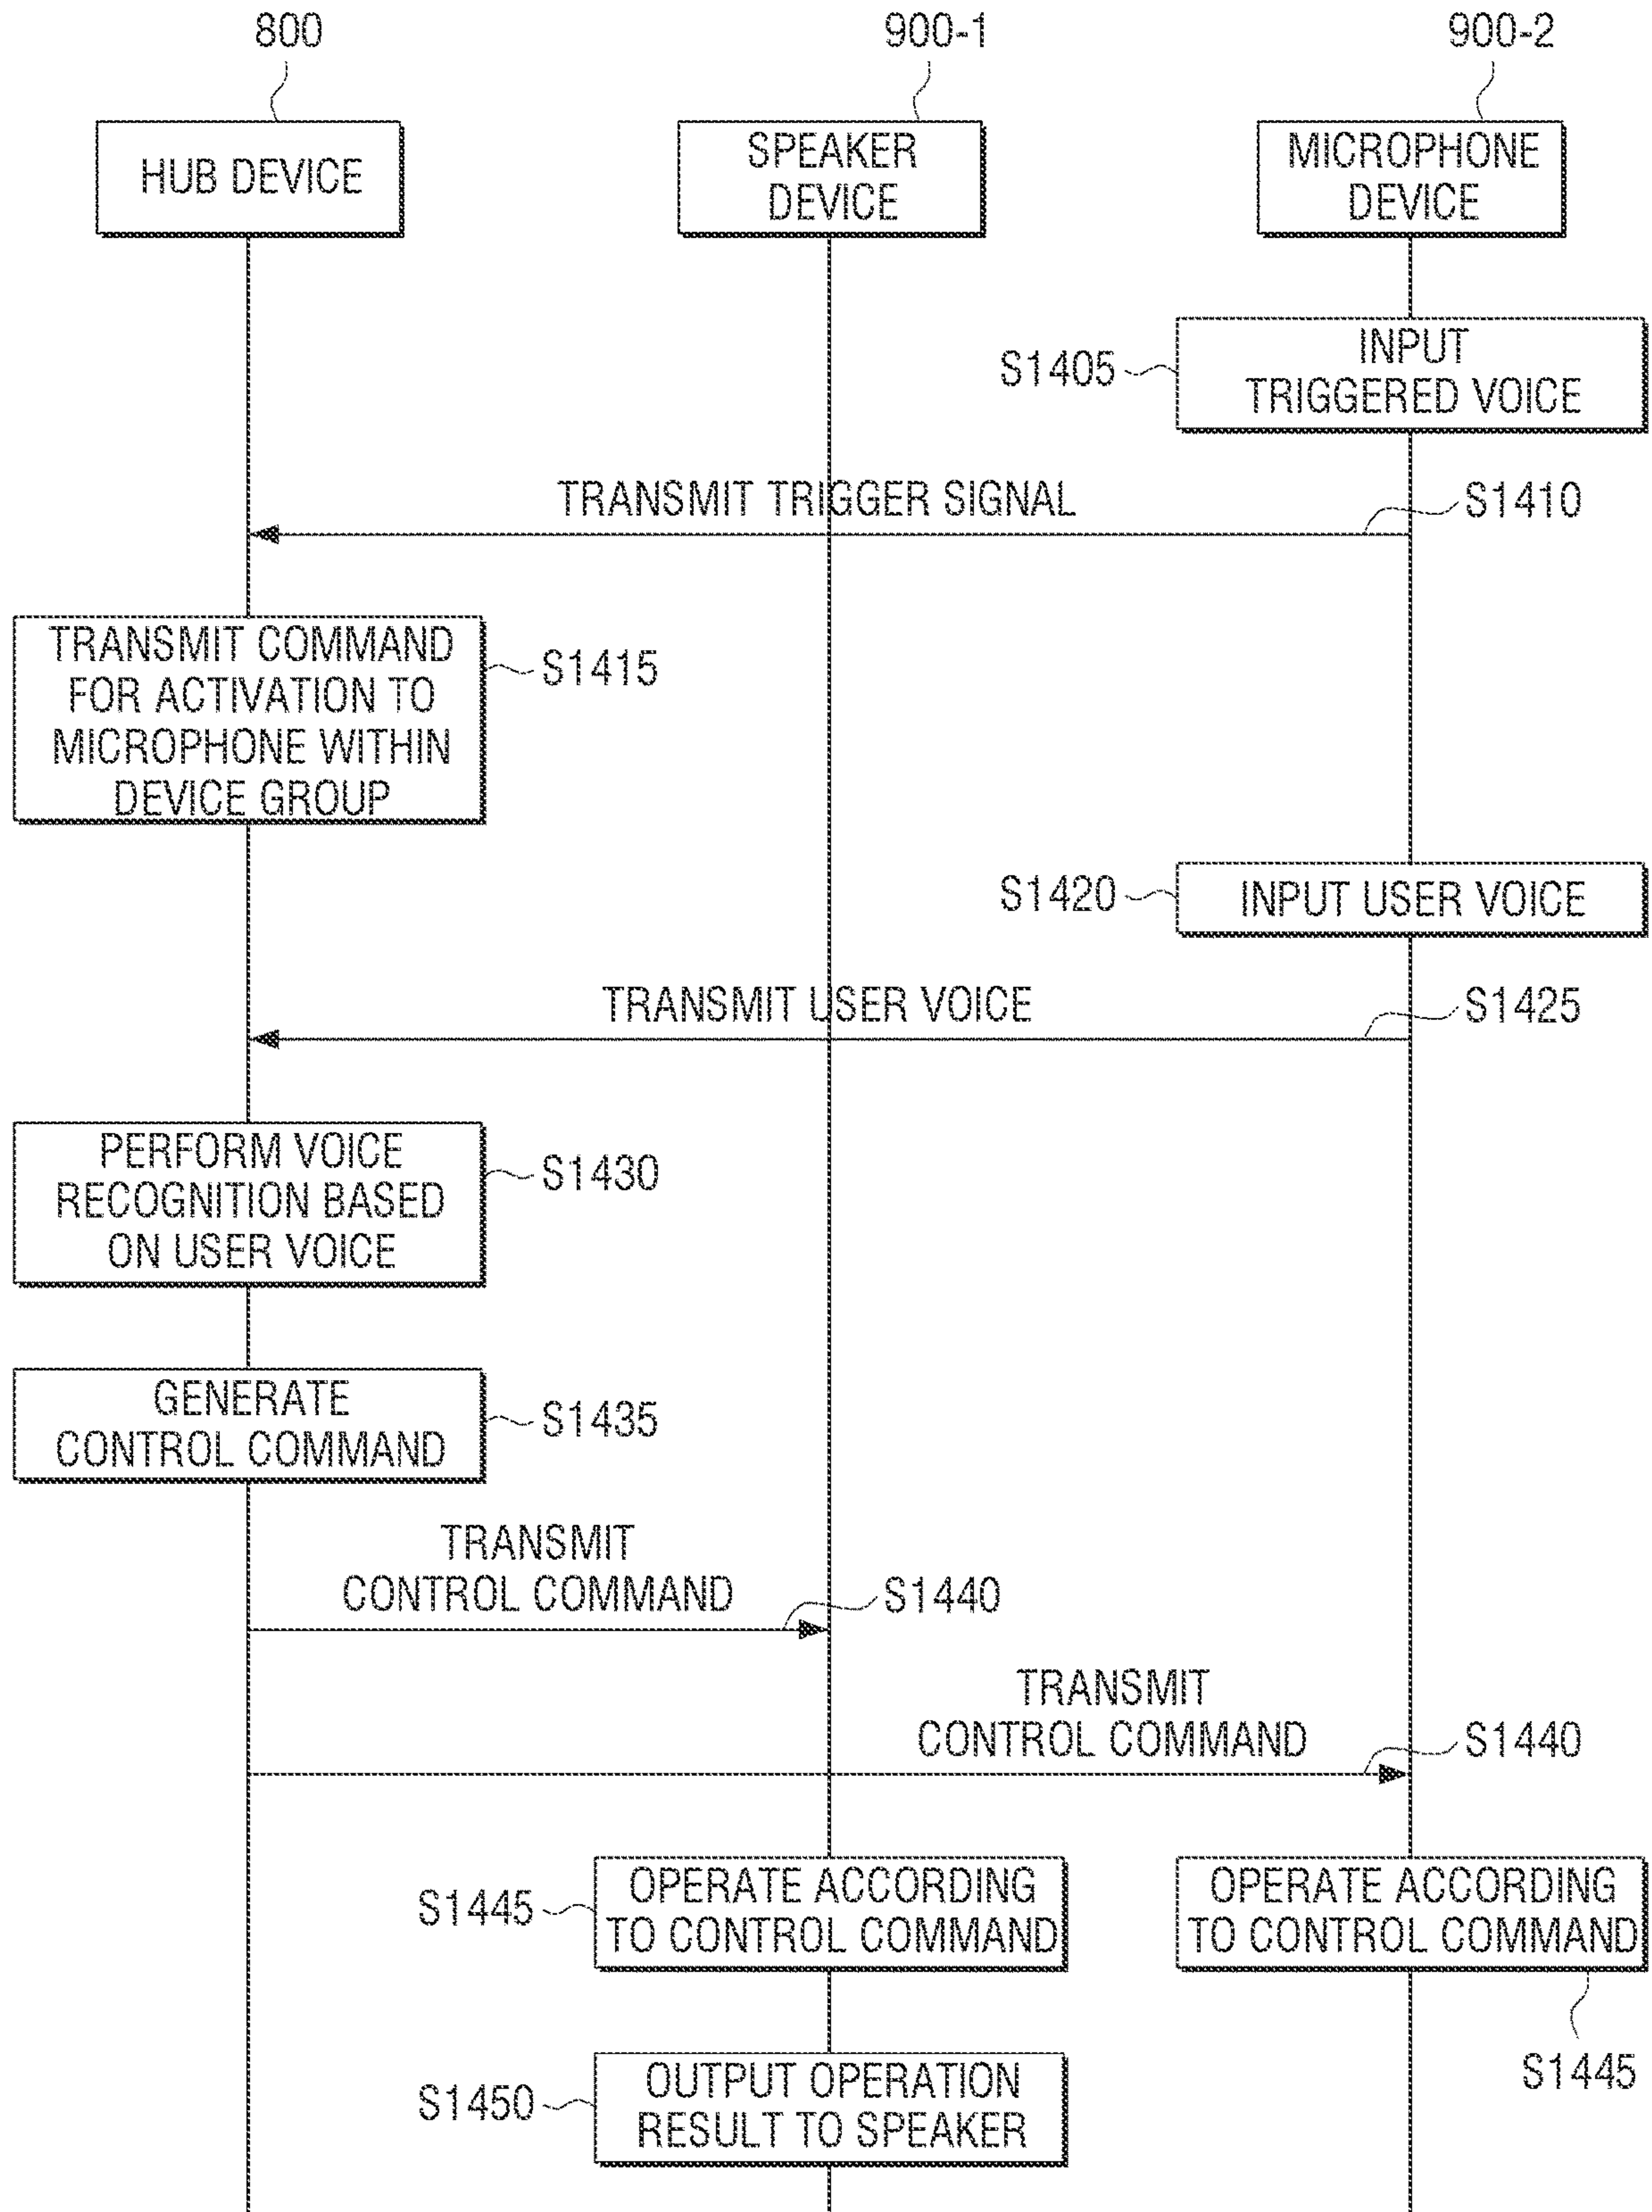 800
900-1
900-2
HUB DEVICE
SPEAKER
DEVICE
MICROPHONE
DEVICE
S1405
INPUT
TRIGGERED VOICE
TRANSMIT TRIGGER SIGNAL
S1410
TRANSMIT COMMAND
FOR ACTIVATION TO
MICROPHONE WITHIN
DEVICE GROUP
S1415
S1420
INPUT USER VOICE
TRANSMIT USER VOICE
S1425
PERFORM VOICE
RECOGNITION BASED
ON USER VOICE
S1430
GENERATE
CONTROL COMMAND
S1435
TRANSMIT
CONTROL COMMAND
S1440
TRANSMIT
CONTROL COMMAND
S1440
S1445
OPERATE ACCORDING
TO CONTROL COMMAND
OPERATE ACCORDING
TO CONTROL COMMAND
S1445
S1450
OUTPUT OPERATION
RESULT TO SPEAKER